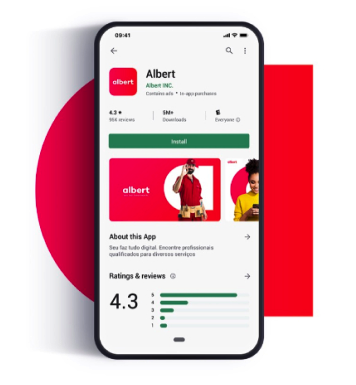 09:41
albert
Albert
Albert INC.
Contains ads • In-app purchases
4.3
reviews
Downloads
Everyone
Install
albert
albert
About this App
Seu faz tudo digital. Encontre profissionais
qualificados para diversos serviços
Ratings & reviews
4.3
5
4
3
2
1